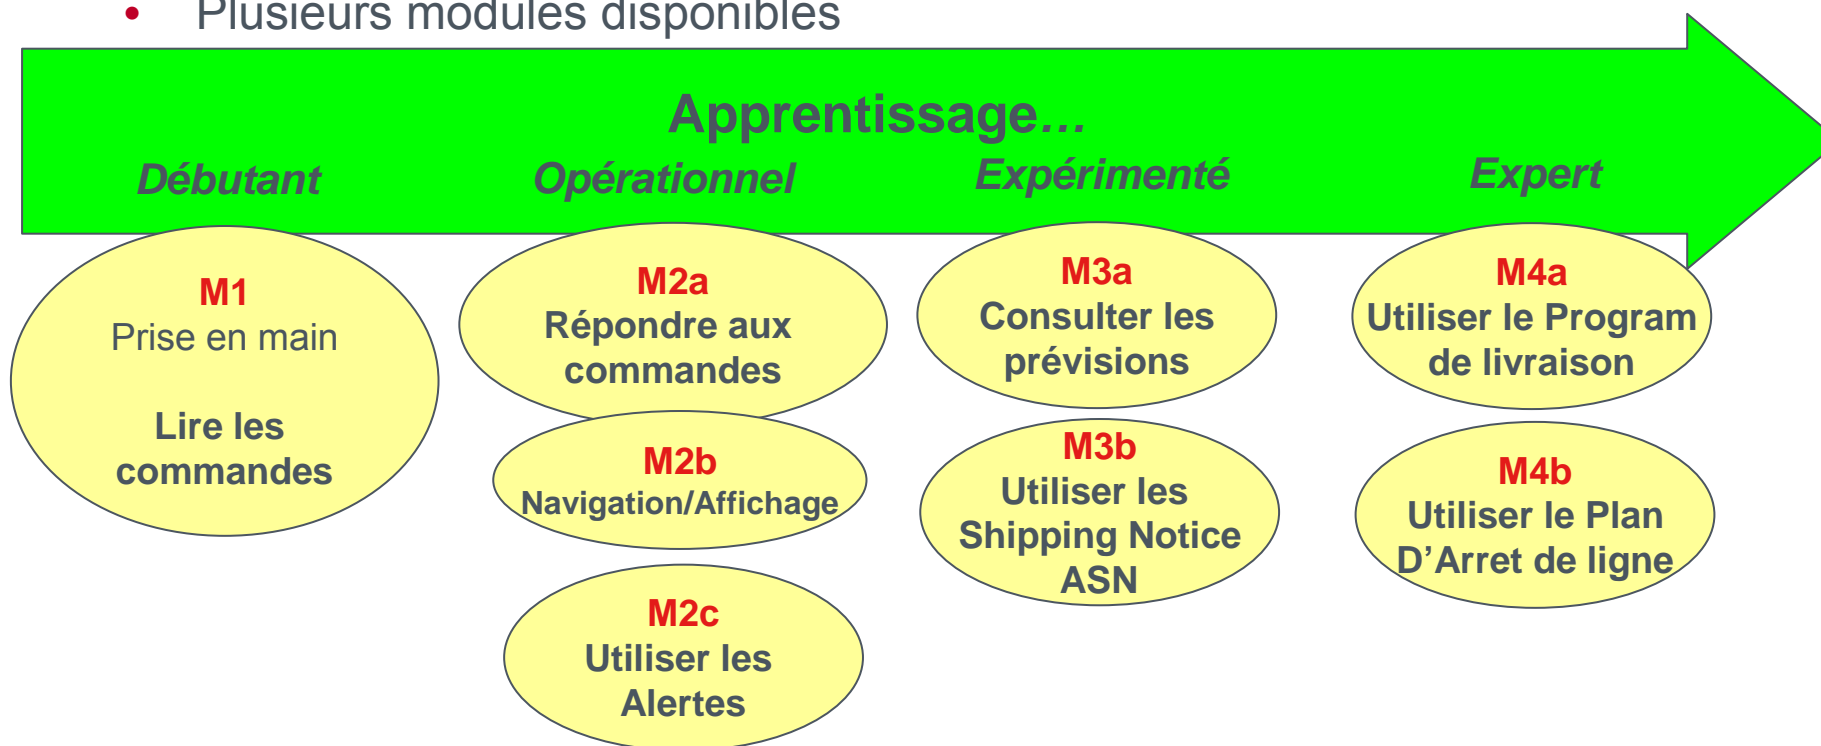 • Plusieurs modules disponibles
Apprentissage…
Débutant
Opérationnel
Expérimenté
Expert
M1
Prise en main
Lire les
commandes
M2a
Répondre aux
commandes
M2b
Navigation/Affichage
M2c
Utiliser les
Alertes
M3a
Consulter les
prévisions
M3b
Utiliser les
Shipping Notice
ASN
M4a
Utiliser le Program
de livraison
M4b
Utiliser le Plan
D’Arret de ligne